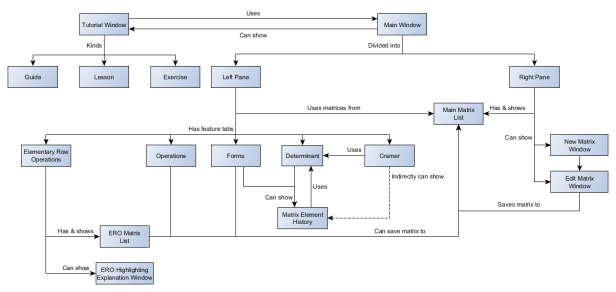 Uses
Tutorial Window
Main Window
Can show
Kinds
Divided into
Guide
Lesson
Exercise
Left Pane
Right Pane
Uses matrices from
Main Matrix
List
Has & shows
Has feature tabs
Can show
New Matrix
Window
Elementary Row
Operations
Operations
Forms
Determinant
Uses
Cramer
Indirectly can show
Edit Matrix
Window
Can show
Uses
Matrix Element
History
Saves matrix to
Has & shows
ERO Matrix
List
Can save matrix to
Can show
ERO Highlighting
Explanation Window